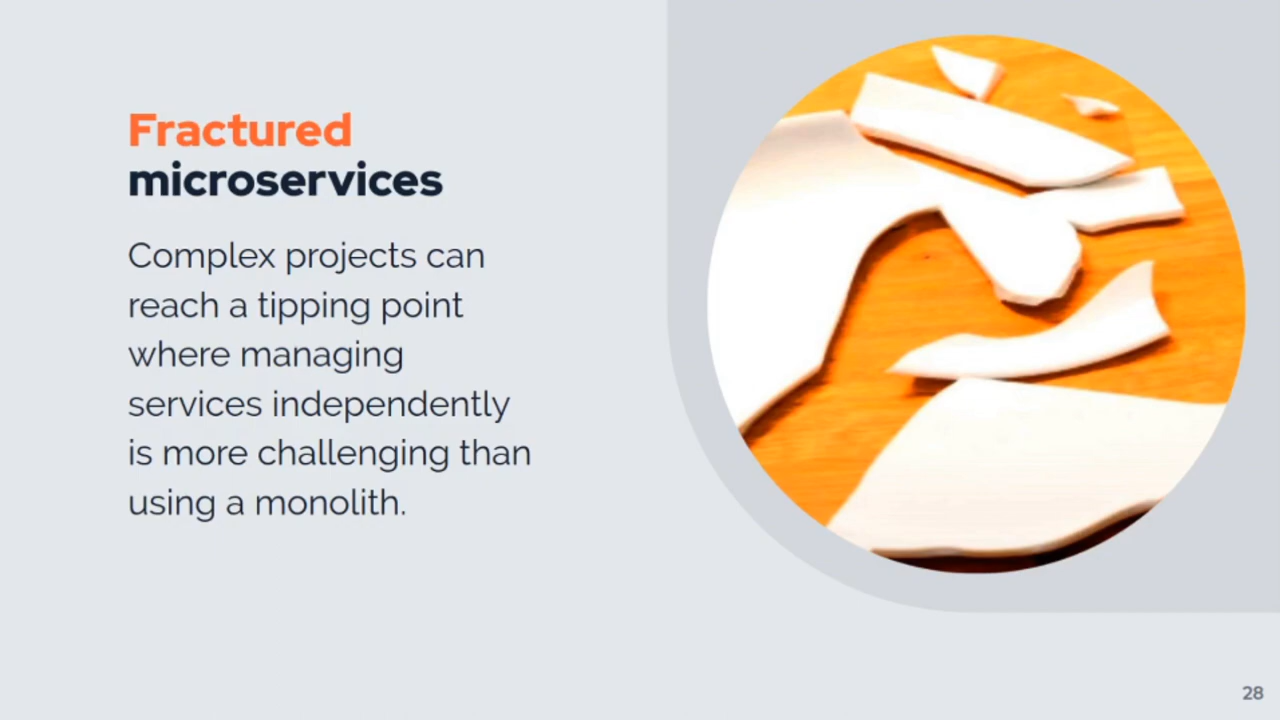 Fractured
microservices
Complex projects can
reach a tipping point
where managing
services independently
is more challenging than
using a monolith.
28